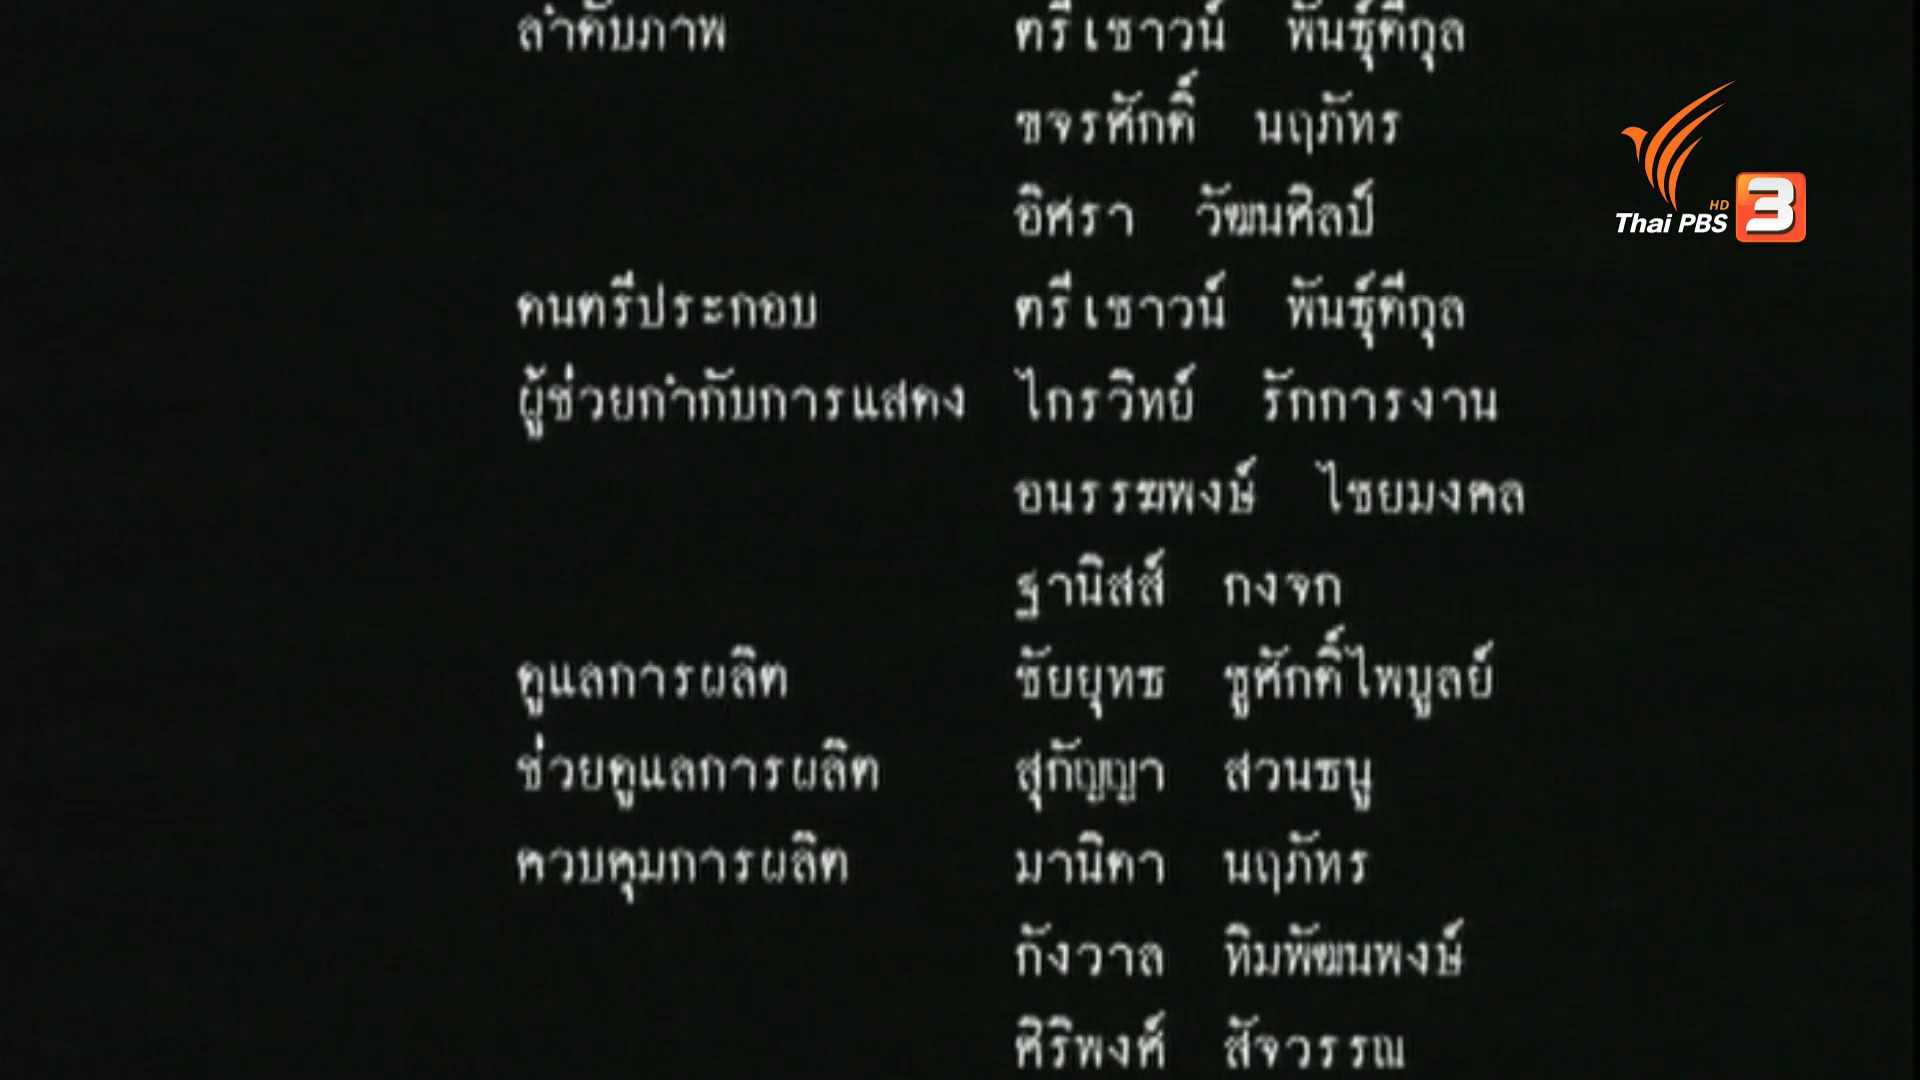 ลำดับภาพ ตรีเชาวน์ พันธุ์ดีกุล
ขจรศักดิ์ นฤภัทร
อิศรา วัฒนศิลป์
ดนตรีประกอบ ตรีเชาวน์ พันธุ์ดีกุล
ผู้ช่วยกำกับการแสดง ไกรวิทย์ รักการงาน
อนรรฆพงษ์ ไชยมงคล
ฐานิสส์ กงจก
ดูแลการผลิต ชัยยุทธ ชูศักดิ์ไพบูลย์
ช่วยดูแลการผลิต สุกัญญา สวนธนู
ควบคุมการผลิต มานิดา นฤภัทร
กังวาล ทิมพัฒนพงษ์
ศิริพงศ์ สัจวรรณ
Thai PBS HD 3